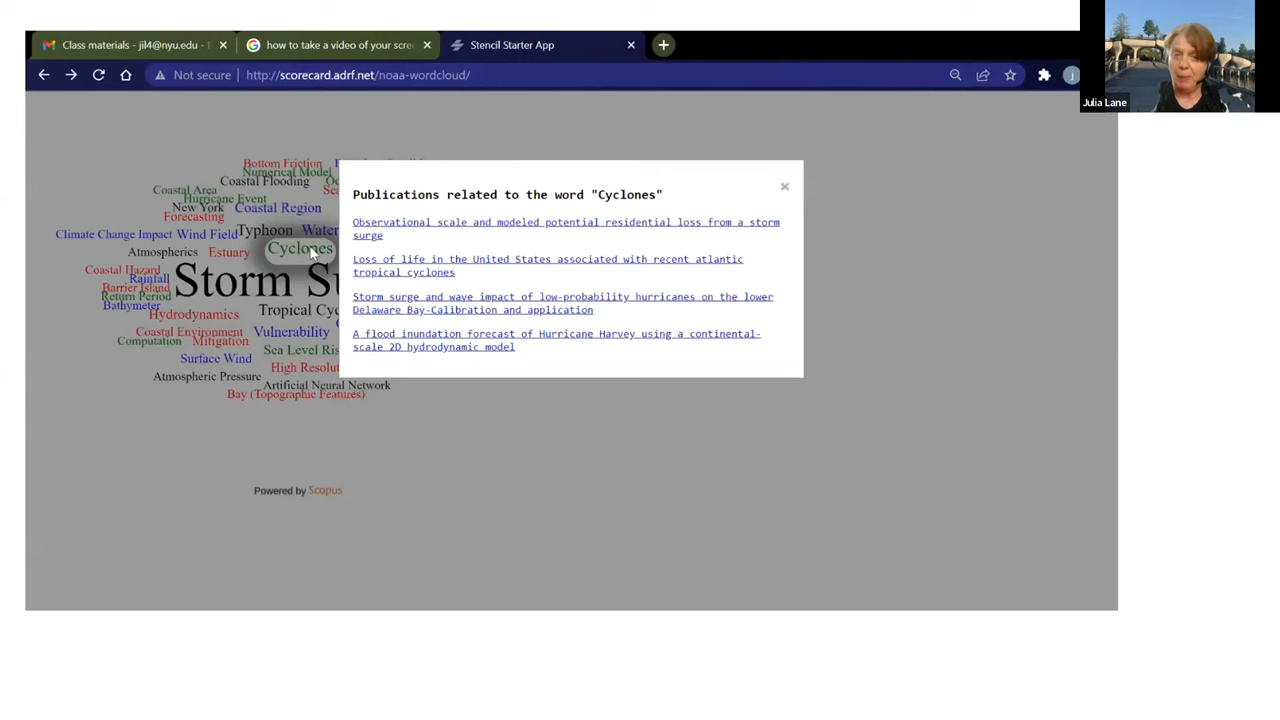 Class materials - jil4@nyu.edu -
how to take a video of your scre
Stencil Starter App
Not secure
http://scorecard.adrf.net/noaa-wordcloud/
Julia Lane
Bottom Friction
Numerical Model
Coastal Flooding
Coastal Area
Hurricane Event
New York
Coastal Region
Forecasting
Climate Change Impact
Wind Field
Typhoon
Water
Atmospherics
Estuary
Cyclones
Coastal Hazard
Rainfall
Barrier Island
Return Period
Bathymeter
Storm Su
Tropical Cyc
Hydrodynamics
Coastal Environment
Vulnerability
Computation
Mitigation
Sea Level Ris
Surface Wind
High Resolut
Atmospheric Pressure
Artificial Neural Network
Bay (Topographic Features)
Powered by Scopus
Publications related to the word "Cyclones"
×
Observational scale and modeled potential residential loss from a storm
surge
Loss of life in the United States associated with recent atlantic
tropical cyclones
Storm surge and wave impact of low-probability hurricanes on the lower
Delaware Bay-Calibration and application
A flood inundation forecast of Hurricane Harvey using a continental-
scale 2D hydrodynamic model